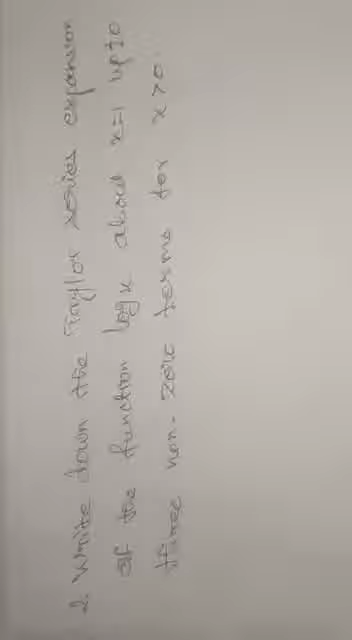 2. Write down the Taylor series expansion
of the function log x about x=1 upto
three non-zero terms for x>0.